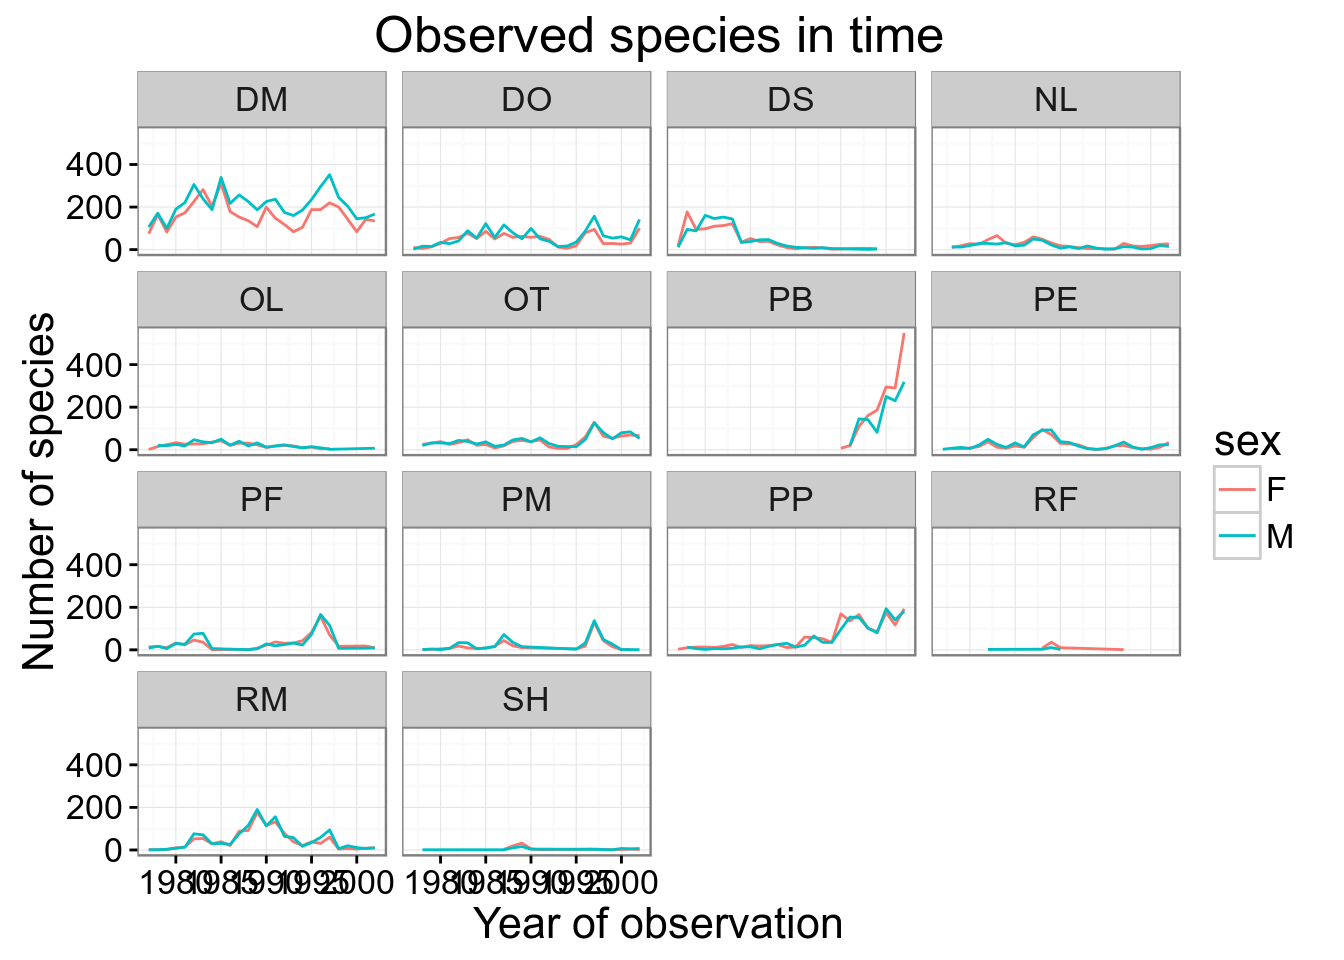 Observed species in time
DM DO DS NL
400
200
0
OL OT PB PE
400
200
0
PF PM PP RF
400
200
0
RM SH
400
200
0
1980 1985 1990 1995 2000 1980 1985 1990 1995 2000
Year of observation
Number of species
sex
F
M